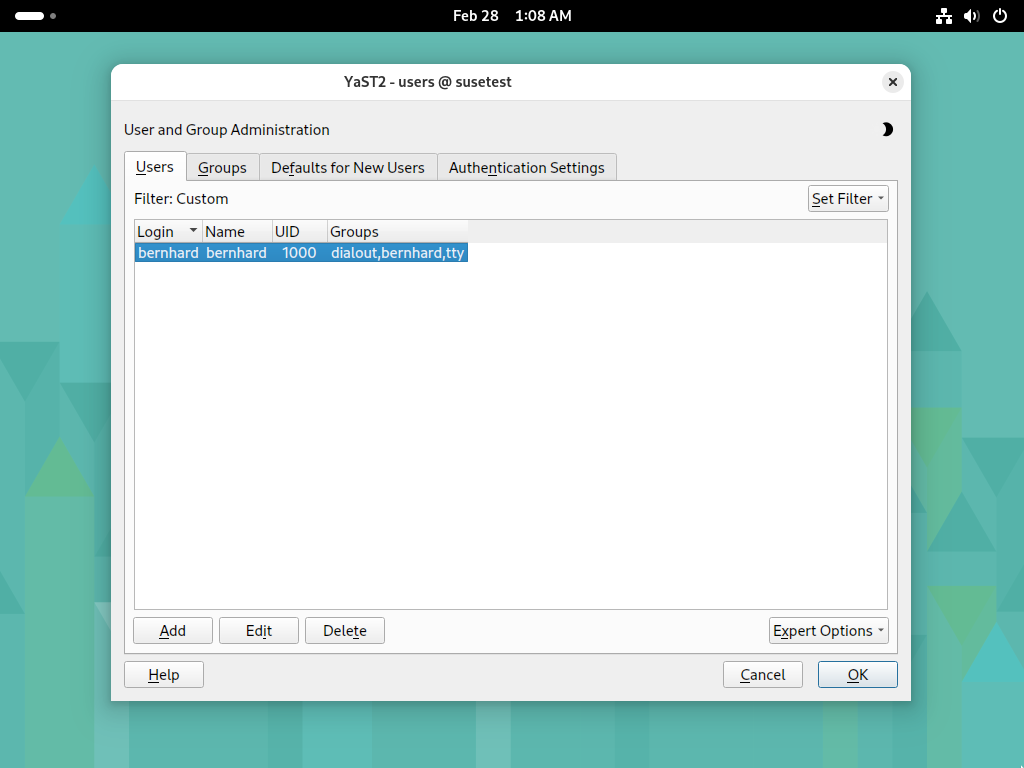 Feb 28 1:08 AM
YaST2 - users @ susetest
User and Group Administration
Users Groups Defaults for New Users Authentication Settings
Filter: Custom Set Filter
Login Name UID Groups
bernhard bernhard 1000 dialout,bernhard,tty
Add Edit Delete Expert Options
Help Cancel OK